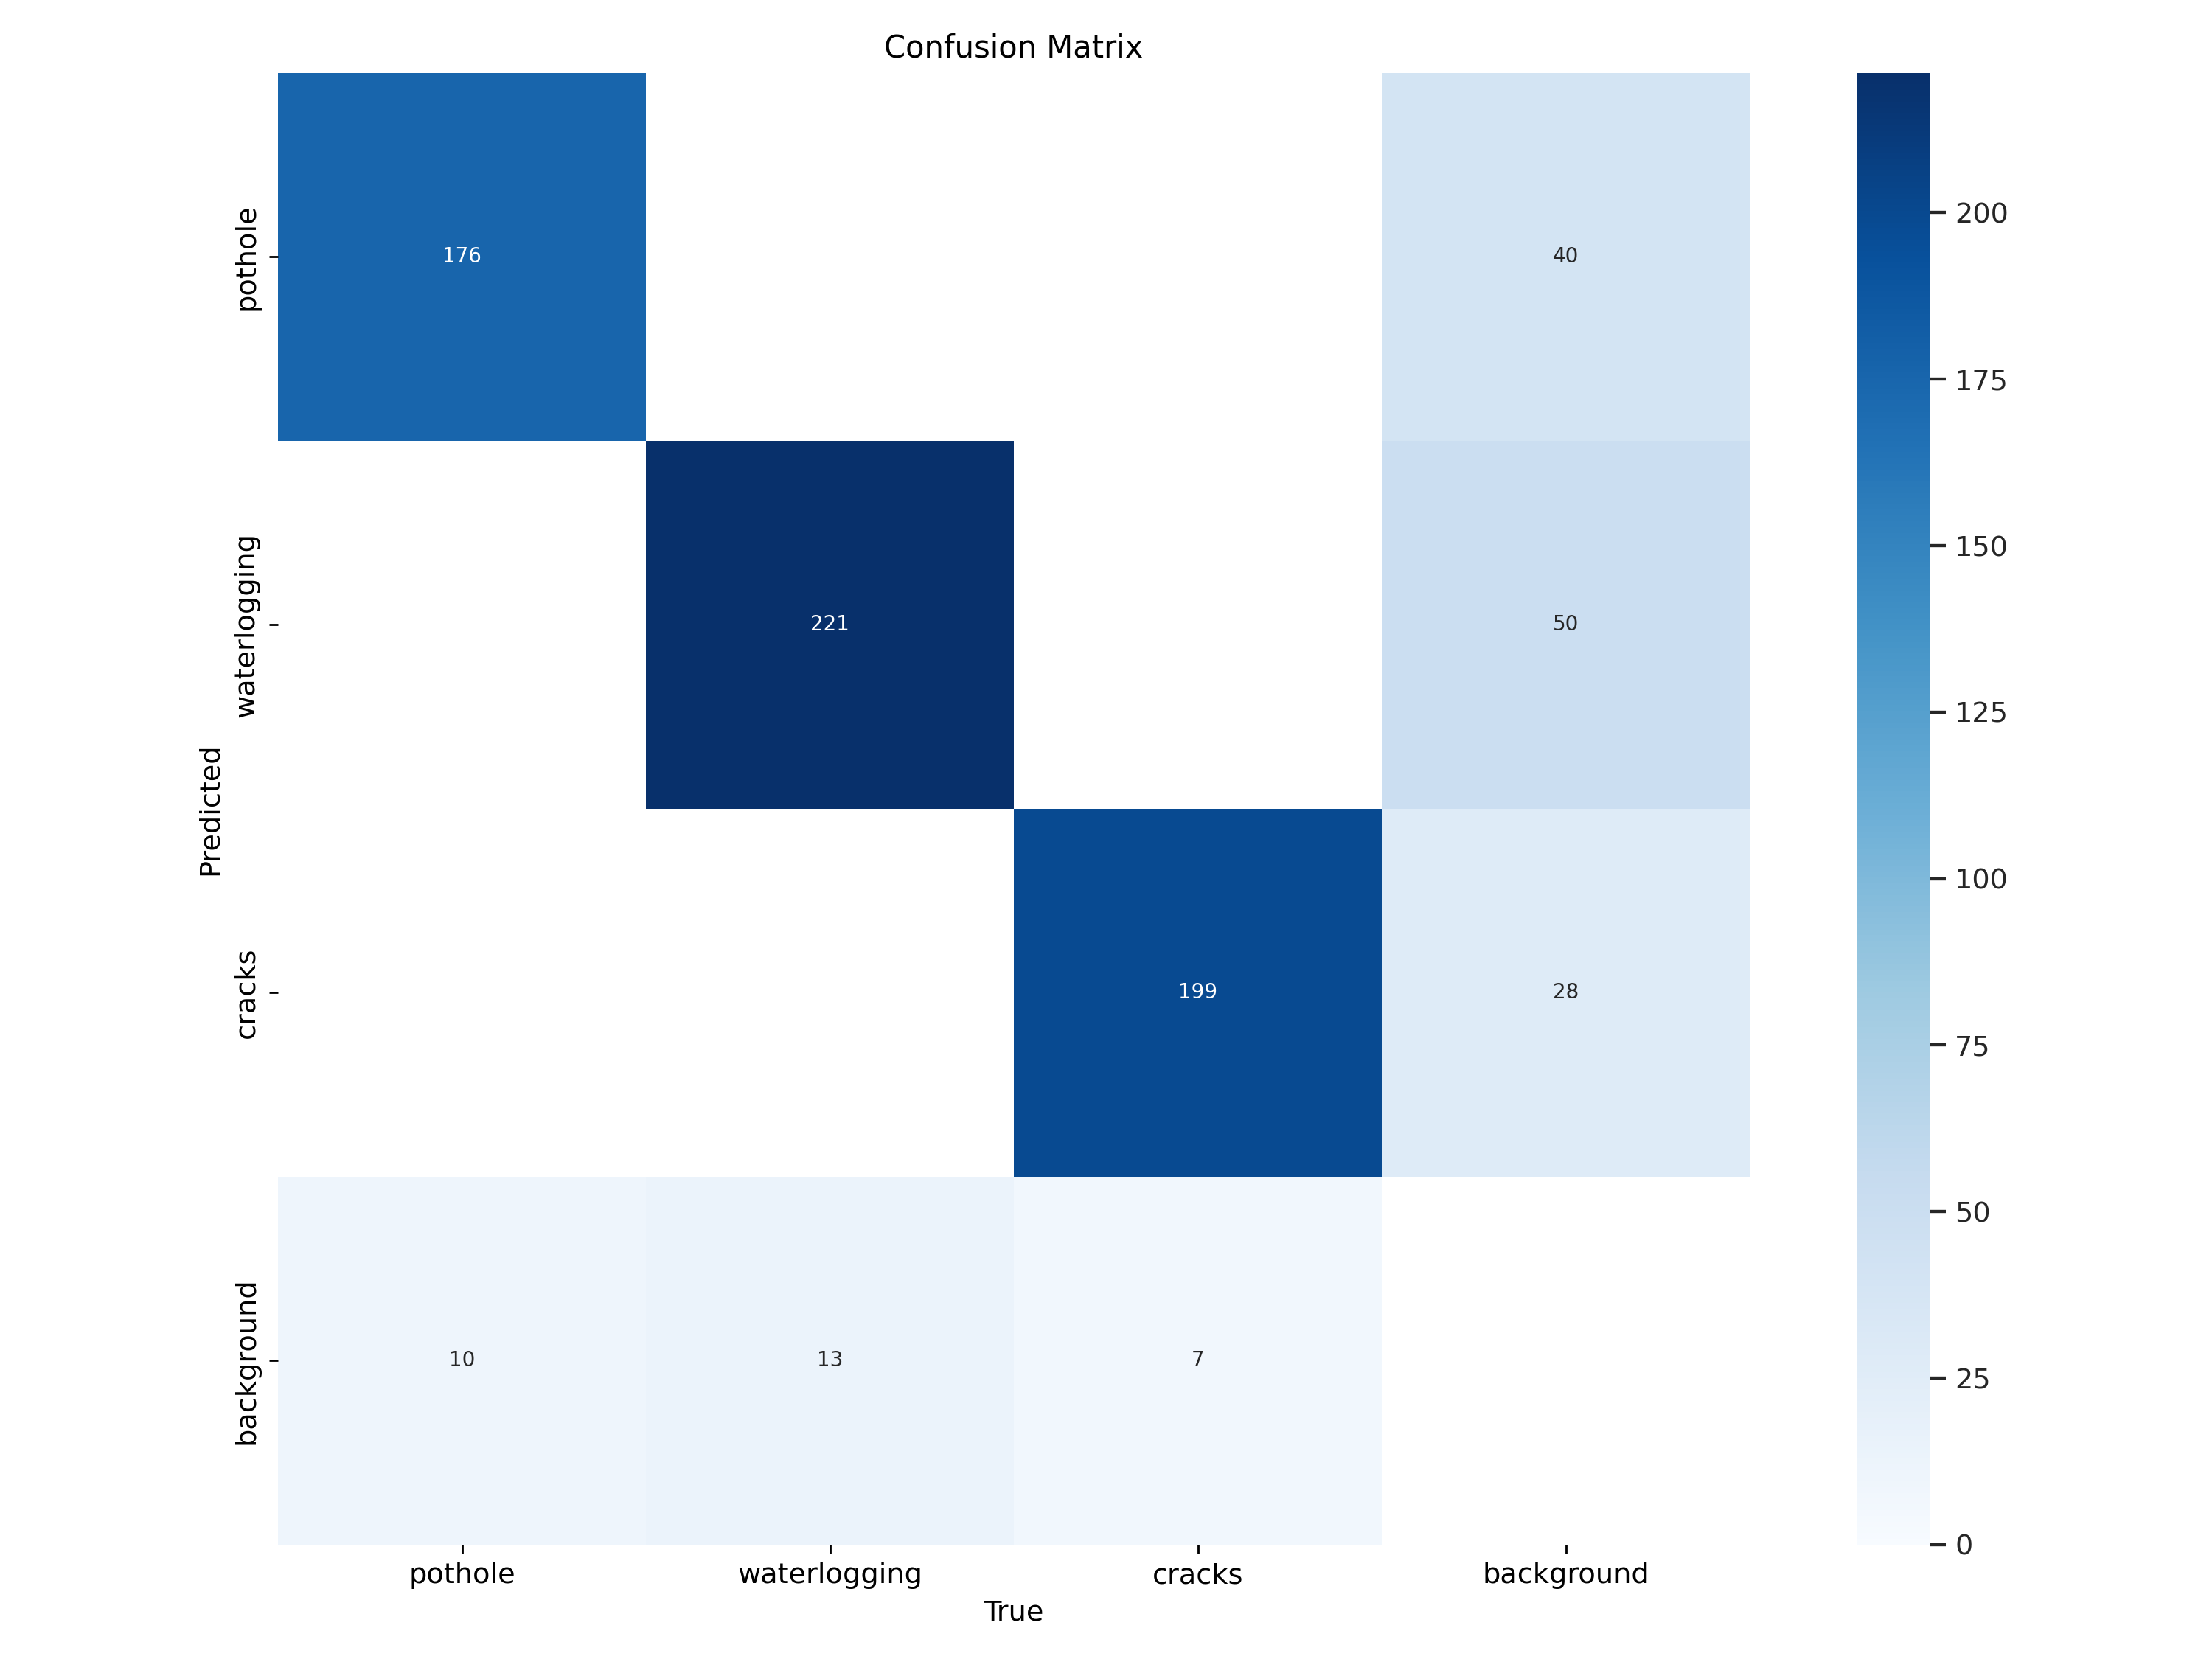 Confusion Matrix
pothole
176
40
waterlogging
221
50
Predicted
cracks
199
28
background
10
13
7
pothole
waterlogging
cracks
background
True
200
175
150
125
100
75
50
25
0